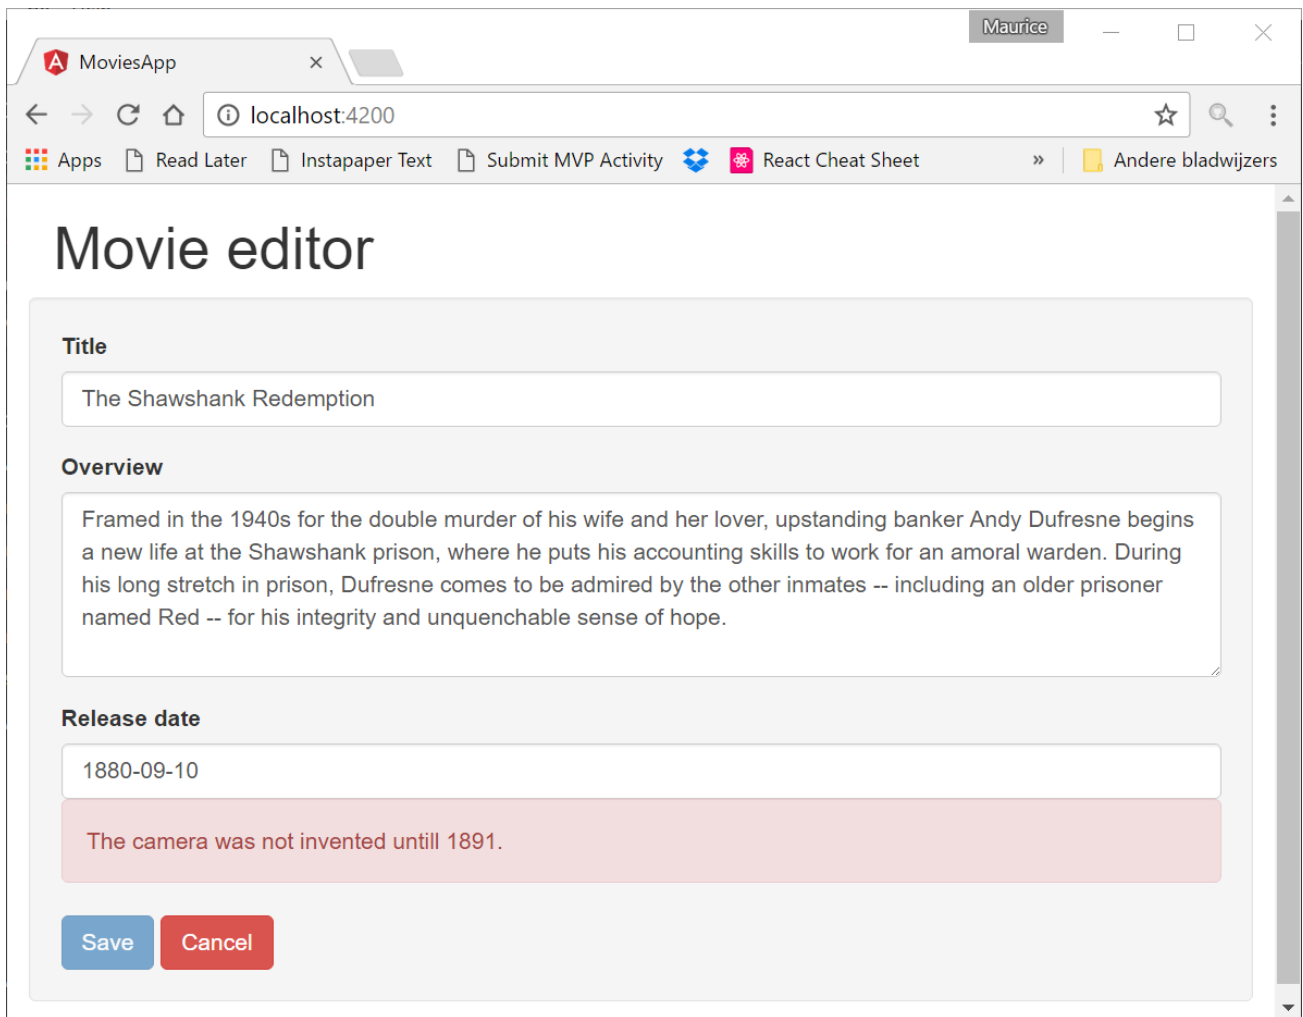 Maurice
MoviesApp
localhost:4200
Apps Read Later Instapaper Text Submit MVP Activity React Cheat Sheet » Andere bladwijzers
Movie editor
Title
The Shawshank Redemption
Overview
Framed in the 1940s for the double murder of his wife and her lover, upstanding banker Andy Dufresne begins
a new life at the Shawshank prison, where he puts his accounting skills to work for an amoral warden. During
his long stretch in prison, Dufresne comes to be admired by the other inmates -- including an older prisoner
named Red -- for his integrity and unquenchable sense of hope.
Release date
1880-09-10
The camera was not invented untill 1891.
Save Cancel